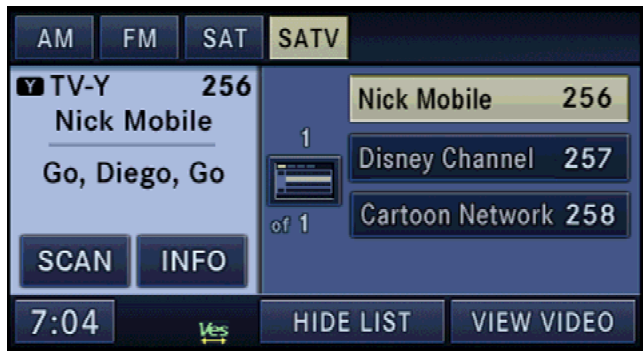 AM FM SAT SATV
Y TV-Y 256
Nick Mobile
Go, Diego, Go
SCAN INFO
1
of 1
Nick Mobile 256
Disney Channel 257
Cartoon Network 258
7:04 Ves HIDE LIST VIEW VIDEO